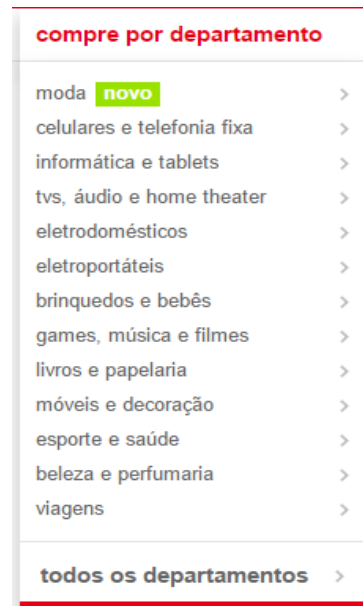 compre por departamento
moda novo
celulares e telefonia fixa
informática e tablets
tvs, áudio e home theater
eletrodomésticos
eletroportáteis
brinquedos e bebês
games, música e filmes
livros e papelaria
móveis e decoração
esporte e saúde
beleza e perfumaria
viagens
todos os departamentos